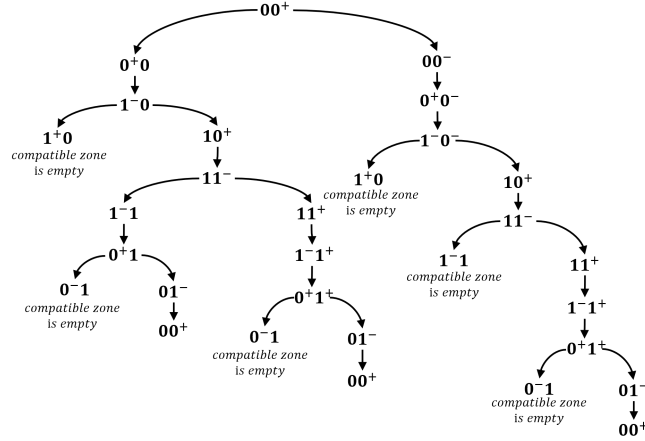 00⁺
0⁺0
00⁻
0⁺0⁻
1⁻0
1⁺0
compatible zone
is empty
10⁺
1⁻0⁻
1⁺0
compatible zone
is empty
10⁺
11⁻
1⁻1
11⁺
11⁻
0⁺1
1⁻1⁺
1⁻1
compatible zone
is empty
11⁺
0⁻1
compatible zone
is empty
01⁻
00⁺
0⁺1⁺
1⁻1⁺
0⁻1
compatible zone
is empty
01⁻
00⁺
0⁺1⁺
0⁻1
compatible zone
is empty
01⁻
00⁺